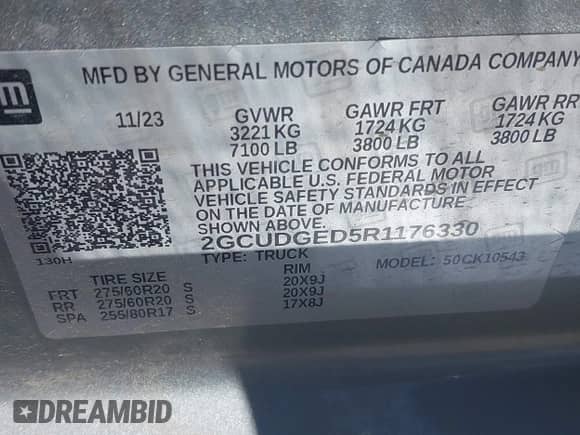 MFD BY GENERAL MOTORS OF CANADA COMPANY
11/23 GVWR GAWR FRT GAWR RR
3221 KG 1724 KG 1724 KG
7100 LB 3800 LB 3800 LB
THIS VEHICLE CONFORMS TO ALL
APPLICABLE U.S. FEDERAL MOTOR
VEHICLE SAFETY STANDARDS IN EFFECT
ON THE DATE OF MANUFACTURE
2GCUDGED5R1176330
130H TYPE: TRUCK MODEL: 50CK10543
TIRE SIZE RIM
FRT 275/60R20 S 20X9J
RR 275/60R20 S 20X9J
SPA 255/80R17 S 17X8J
DREAMBID